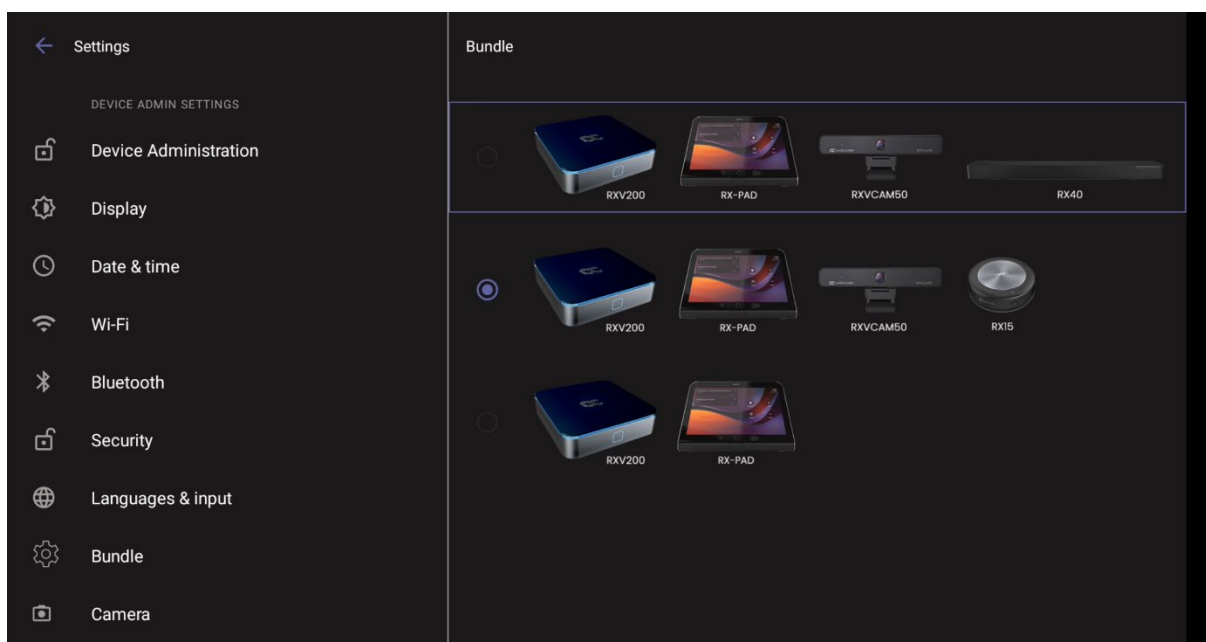 Settings
DEVICE ADMIN SETTINGS
Device Administration
Display
Date & time
Wi-Fi
Bluetooth
Security
Languages & input
Bundle
Camera
Bundle
RXV200 RX-PAD RXVCAM50 RX40
RXV200 RX-PAD RXVCAM50 RX15
RXV200 RX-PAD